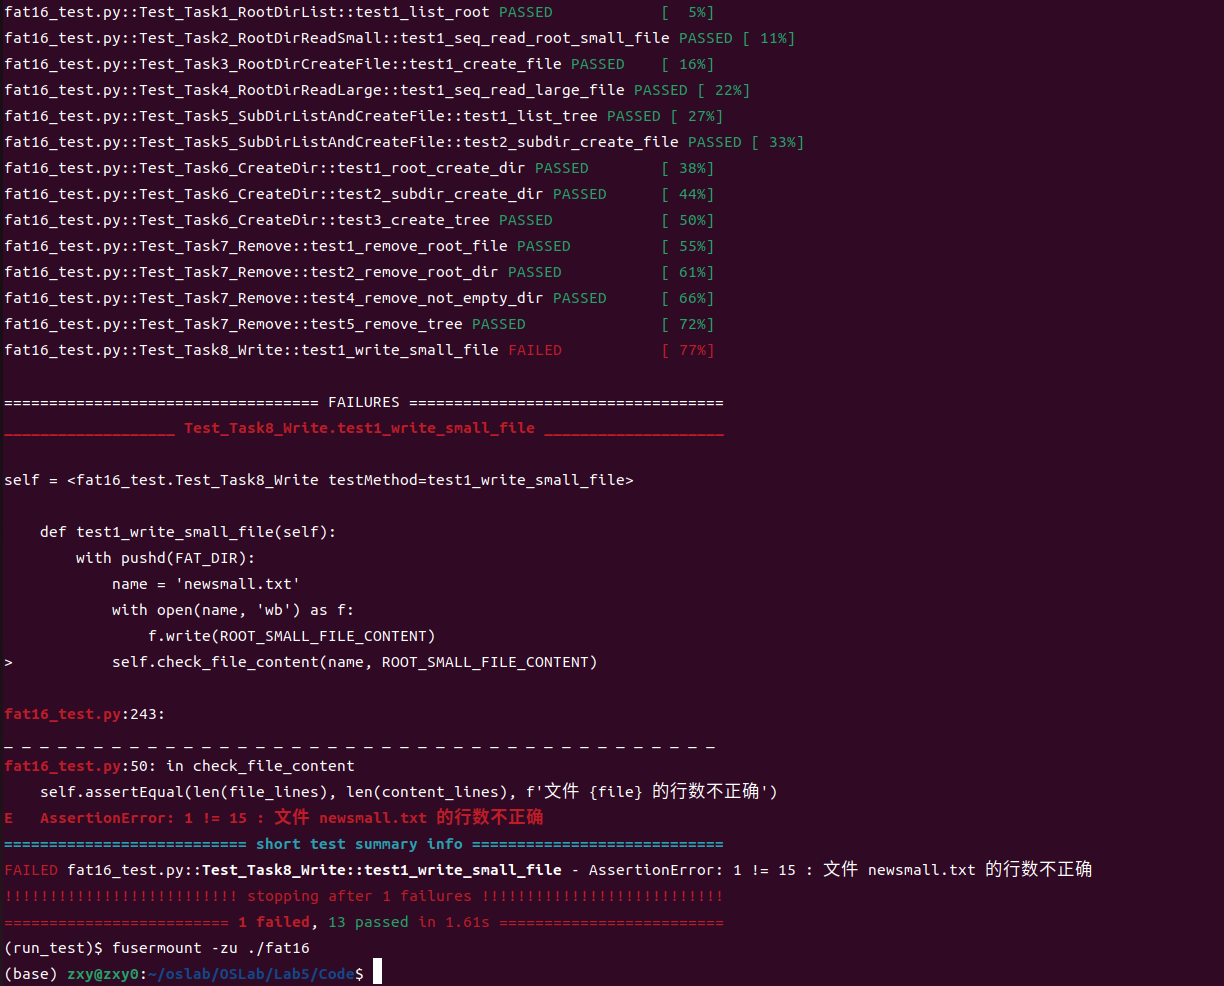 fat16_test.py::Test_Task1_RootDirList::test1_list_root PASSED            [  5%]
fat16_test.py::Test_Task2_RootDirReadSmall::test1_seq_read_root_small_file PASSED [ 11%]
fat16_test.py::Test_Task3_RootDirCreateFile::test1_create_file PASSED    [ 16%]
fat16_test.py::Test_Task4_RootDirReadLarge::test1_seq_read_large_file PASSED [ 22%]
fat16_test.py::Test_Task5_SubDirListAndCreateFile::test1_list_tree PASSED [ 27%]
fat16_test.py::Test_Task5_SubDirListAndCreateFile::test2_subdir_create_file PASSED [ 33%]
fat16_test.py::Test_Task6_CreateDir::test1_root_create_dir PASSED        [ 38%]
fat16_test.py::Test_Task6_CreateDir::test2_subdir_create_dir PASSED      [ 44%]
fat16_test.py::Test_Task6_CreateDir::test3_create_tree PASSED            [ 50%]
fat16_test.py::Test_Task7_Remove::test1_remove_root_file PASSED          [ 55%]
fat16_test.py::Test_Task7_Remove::test2_remove_root_dir PASSED           [ 61%]
fat16_test.py::Test_Task7_Remove::test4_remove_not_empty_dir PASSED      [ 66%]
fat16_test.py::Test_Task7_Remove::test5_remove_tree PASSED               [ 72%]
fat16_test.py::Test_Task8_Write::test1_write_small_file FAILED           [ 77%]
=================================== FAILURES ===================================
___________________ Test_Task8_Write.test1_write_small_file ____________________
self = <fat16_test.Test_Task8_Write testMethod=test1_write_small_file>
    def test1_write_small_file(self):
        with pushd(FAT_DIR):
            name = 'newsmall.txt'
            with open(name, 'wb') as f:
                f.write(ROOT_SMALL_FILE_CONTENT)
>           self.check_file_content(name, ROOT_SMALL_FILE_CONTENT)
fat16_test.py:243:
_ _ _ _ _ _ _ _ _ _ _ _ _ _ _ _ _ _ _ _ _ _ _ _ _ _ _ _ _ _ _ _ _ _ _ _ _ _ _ _
fat16_test.py:50: in check_file_content
    self.assertEqual(len(file_lines), len(content_lines), f'文件 {file} 的行数不正确')
E   AssertionError: 1 != 15 : 文件 newsmall.txt 的行数不正确
=========================== short test summary info ============================
FAILED fat16_test.py::Test_Task8_Write::test1_write_small_file - AssertionError: 1 != 15 : 文件 newsmall.txt 的行数不正确
!!!!!!!!!!!!!!!!!!!!!!!!!! stopping after 1 failures !!!!!!!!!!!!!!!!!!!!!!!!!!!
========================= 1 failed, 13 passed in 1.61s =========================
(run_test)$ fusermount -zu ./fat16
(base) zxy@zxy0:~/oslab/OSLab/Lab5/Code$